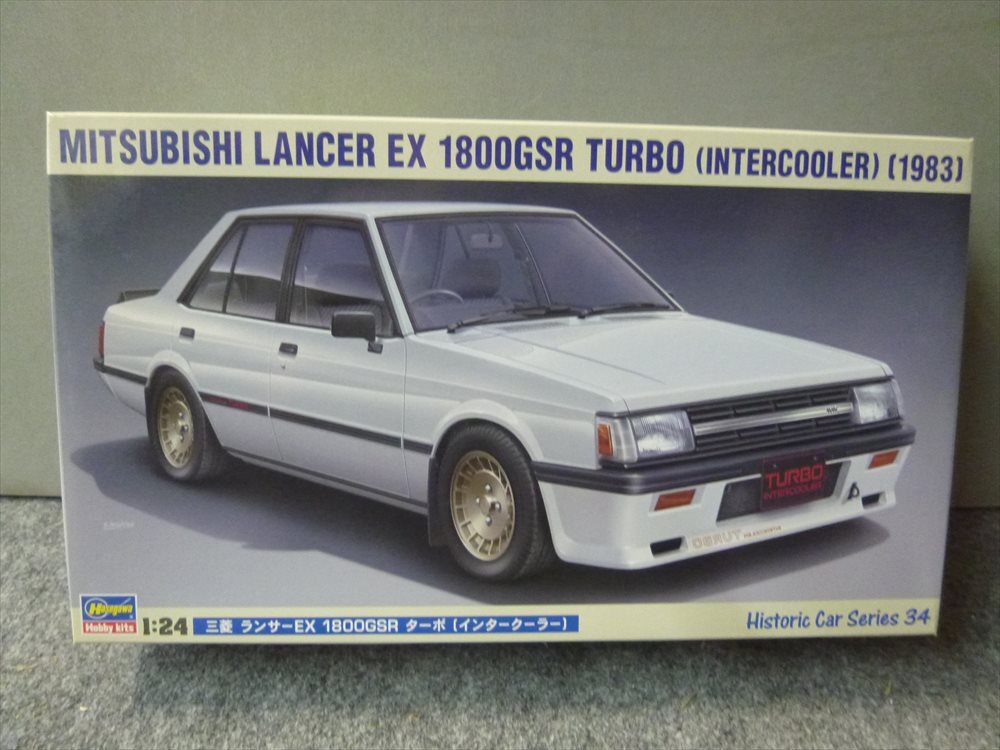 MITSUBISHI LANCER EX 1800GSR TURBO (INTERCOOLER) (1983)
TURBO
INTERCOOLER
OBRUT
Hasegawa
Hobby kits
1:24
三菱 ランサーEX 1800GSR ターボ (インタークーラー)
Historic Car Series 34